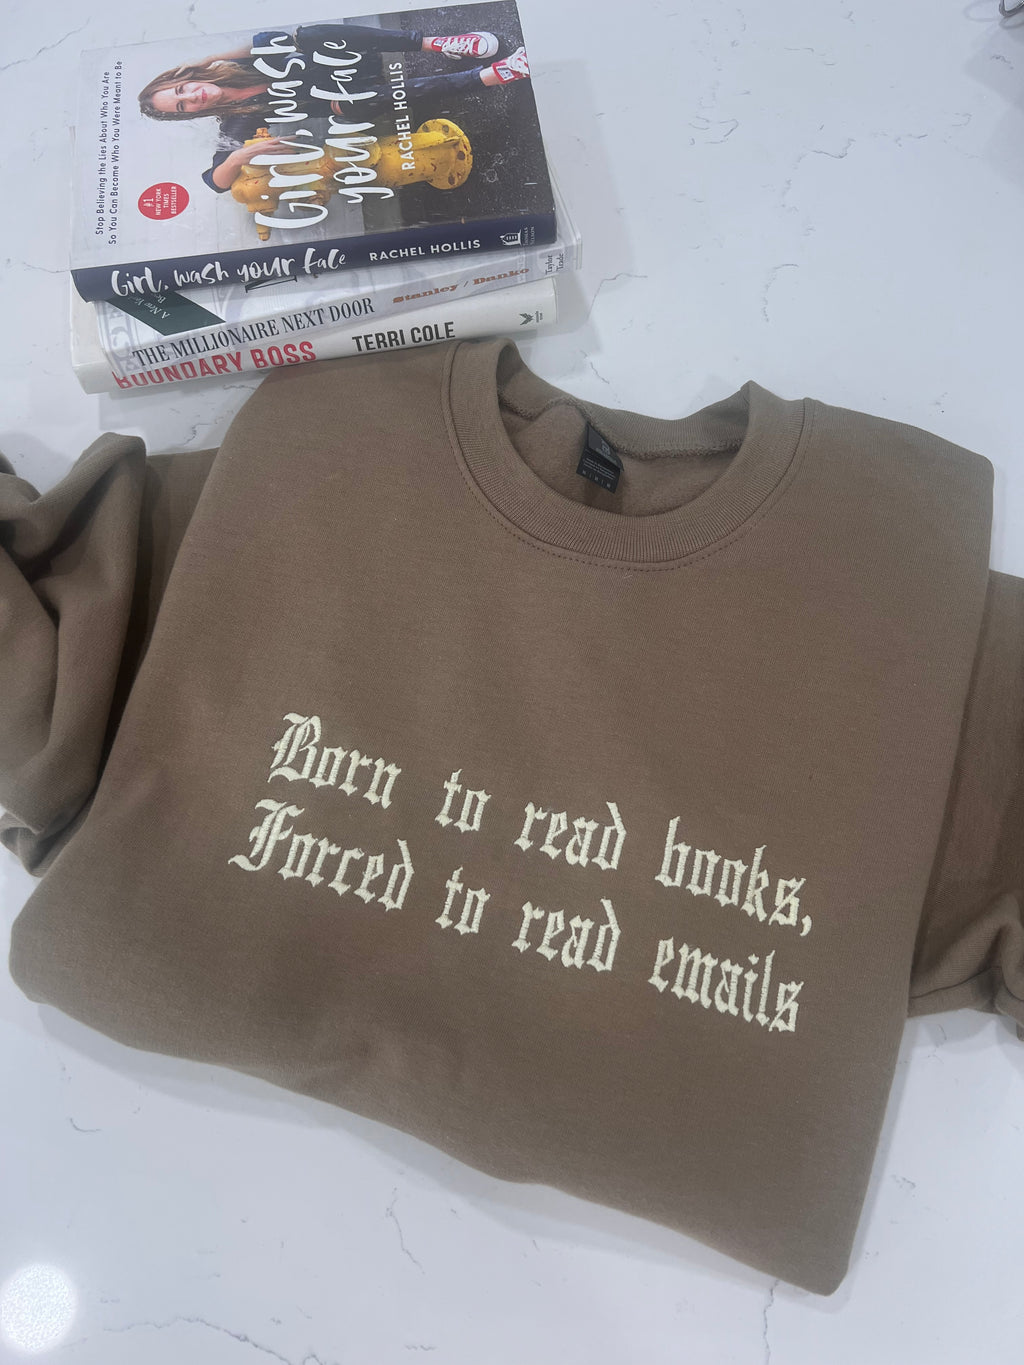 Stop Believing the Lies About Who You Are
So You Can Become Who You Were Meant to Be
#1
NEW YORK
TIMES
BESTSELLER
Girl, wash
your face
RACHEL HOLLIS
Girl, wash your face RACHEL HOLLIS
THE MILLIONAIRE NEXT DOOR Stanley / Danko Taylor
Trade
BOUNDARY BOSS TERRI COLE
Born to read books,
Forced to read emails